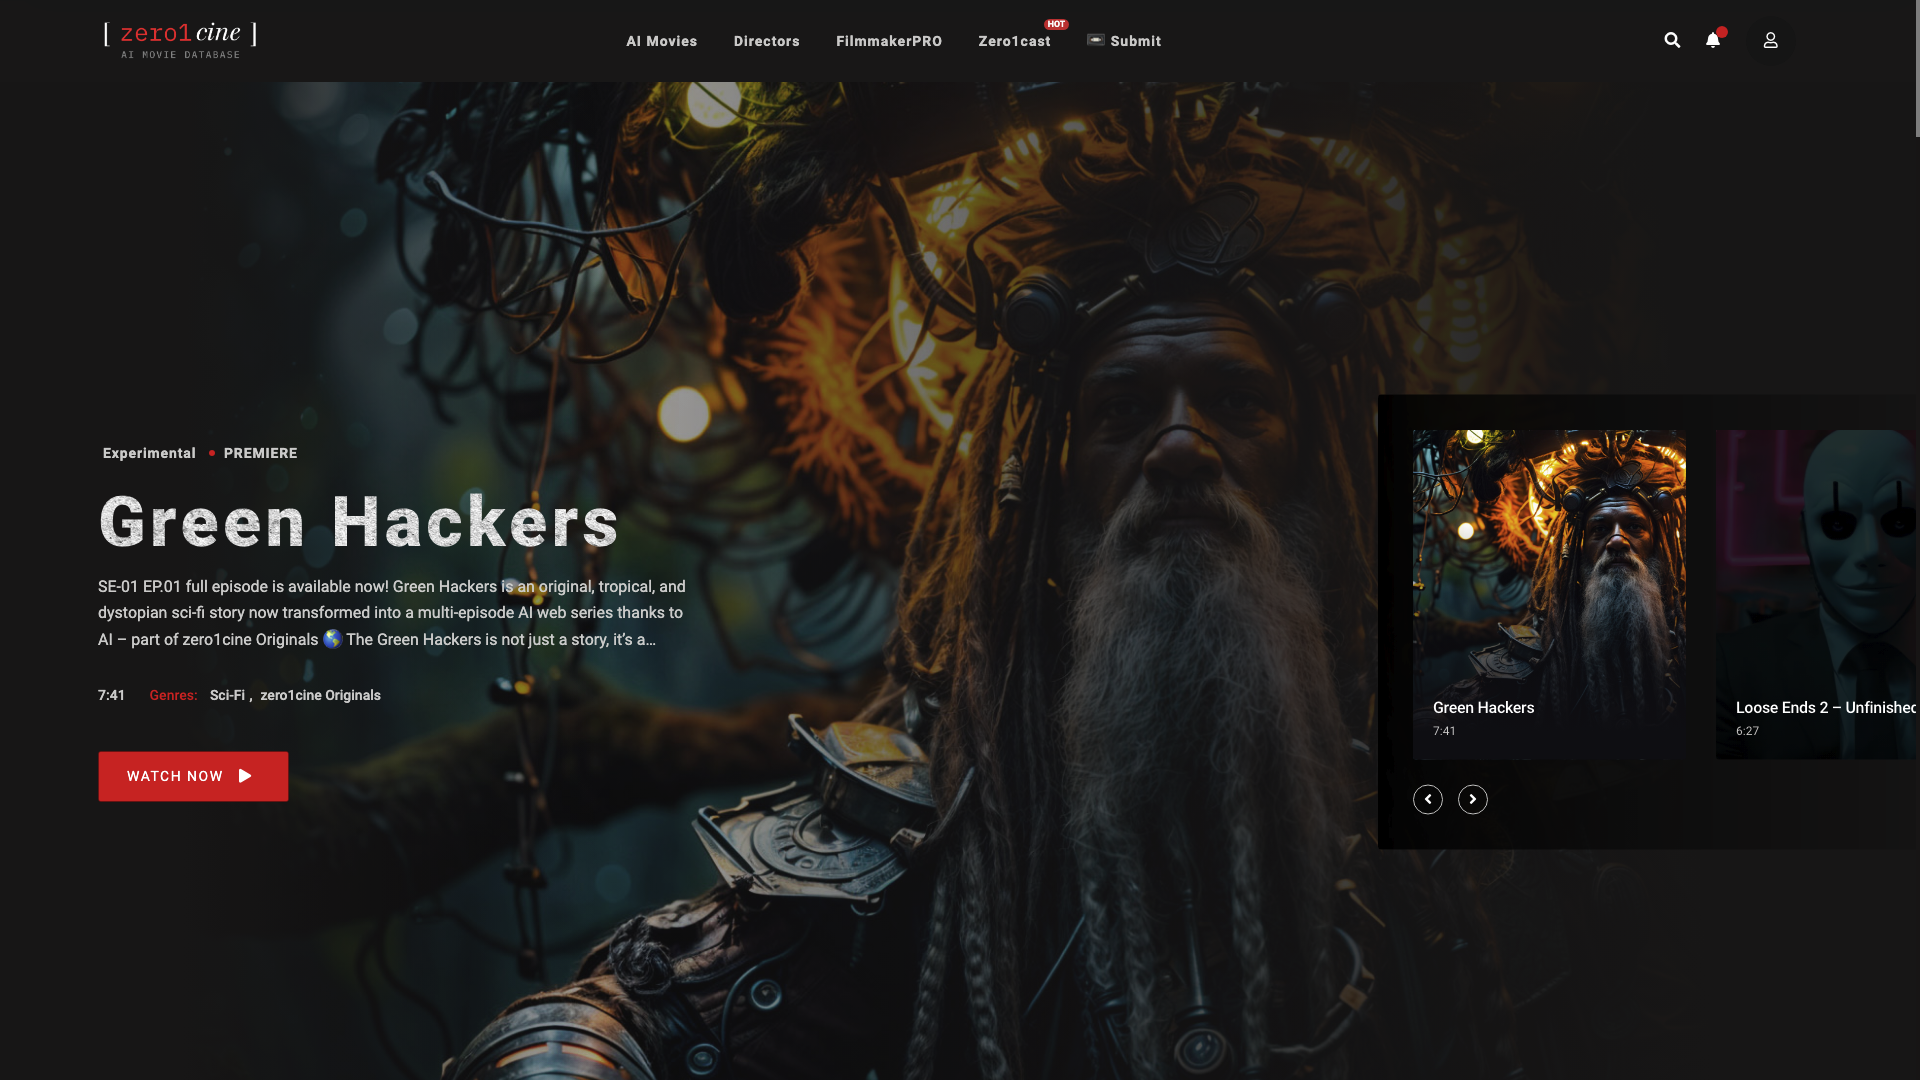 [ zero1cine ]
AI MOVIE DATABASE
AI Movies
Directors
FilmmakerPRO
Zero1cast
HOT
Submit
Experimental • PREMIERE
Green Hackers
SE-01 EP.01 full episode is available now! Green Hackers is an original, tropical, and
dystopian sci-fi story now transformed into a multi-episode AI web series thanks to
AI – part of zero1cine Originals 🌎 The Green Hackers is not just a story, it's a...
7:41 Genres: Sci-Fi , zero1cine Originals
WATCH NOW
Green Hackers
7:41
Loose Ends 2 – Unfinished
6:27